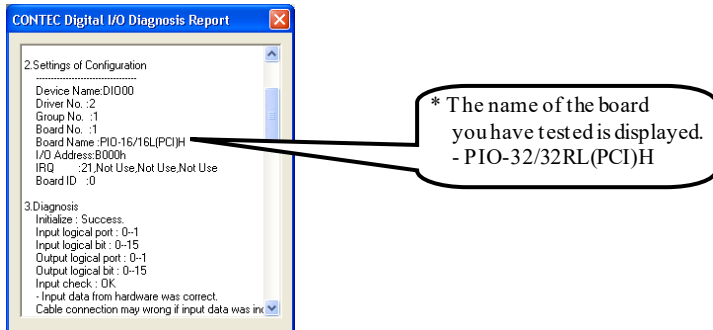 CONTEC Digital I/O Diagnosis Report
2.Settings of Configuration
----------------------------------
Device Name:DIO00
Driver No. :2
Group No. :1
Board No. :1
Board Name :PIO-16/16L(PCI)H
I/O Address:B000h
IRQ :21,Not Use,Not Use,Not Use
Board ID :0
3.Diagnosis
Initialize : Success.
Input logical port : 0--1
Input logical bit : 0--15
Output logical port : 0--1
Output logical bit : 0--15
Input check : OK
- Input data from hardware was correct.
Cable connection may wrong if input data was
* The name of the board
you have tested is displayed.
- PIO-32/32RL(PCI)H